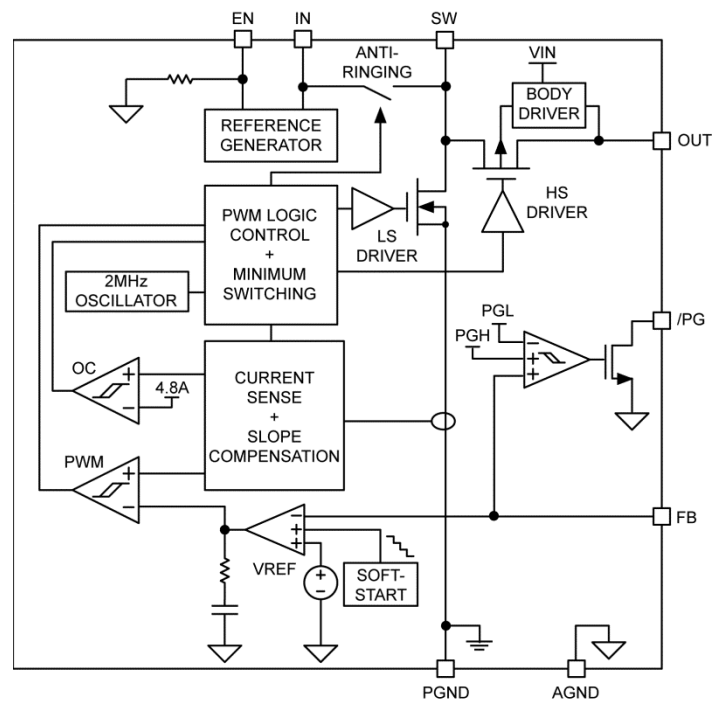 EN
IN
SW
ANTI-
RINGING
VIN
BODY
DRIVER
OUT
REFERENCE
GENERATOR
HS
DRIVER
PWM LOGIC
CONTROL
+
MINIMUM
SWITCHING
LS
DRIVER
2MHz
OSCILLATOR
PGL
/PG
PGH
−
+
+
OC
+
4.8A
−
CURRENT
SENSE
+
SLOPE
COMPENSATION
PWM
+
−
−
+
+
FB
VREF
+
−
SOFT-
START
PGND
AGND